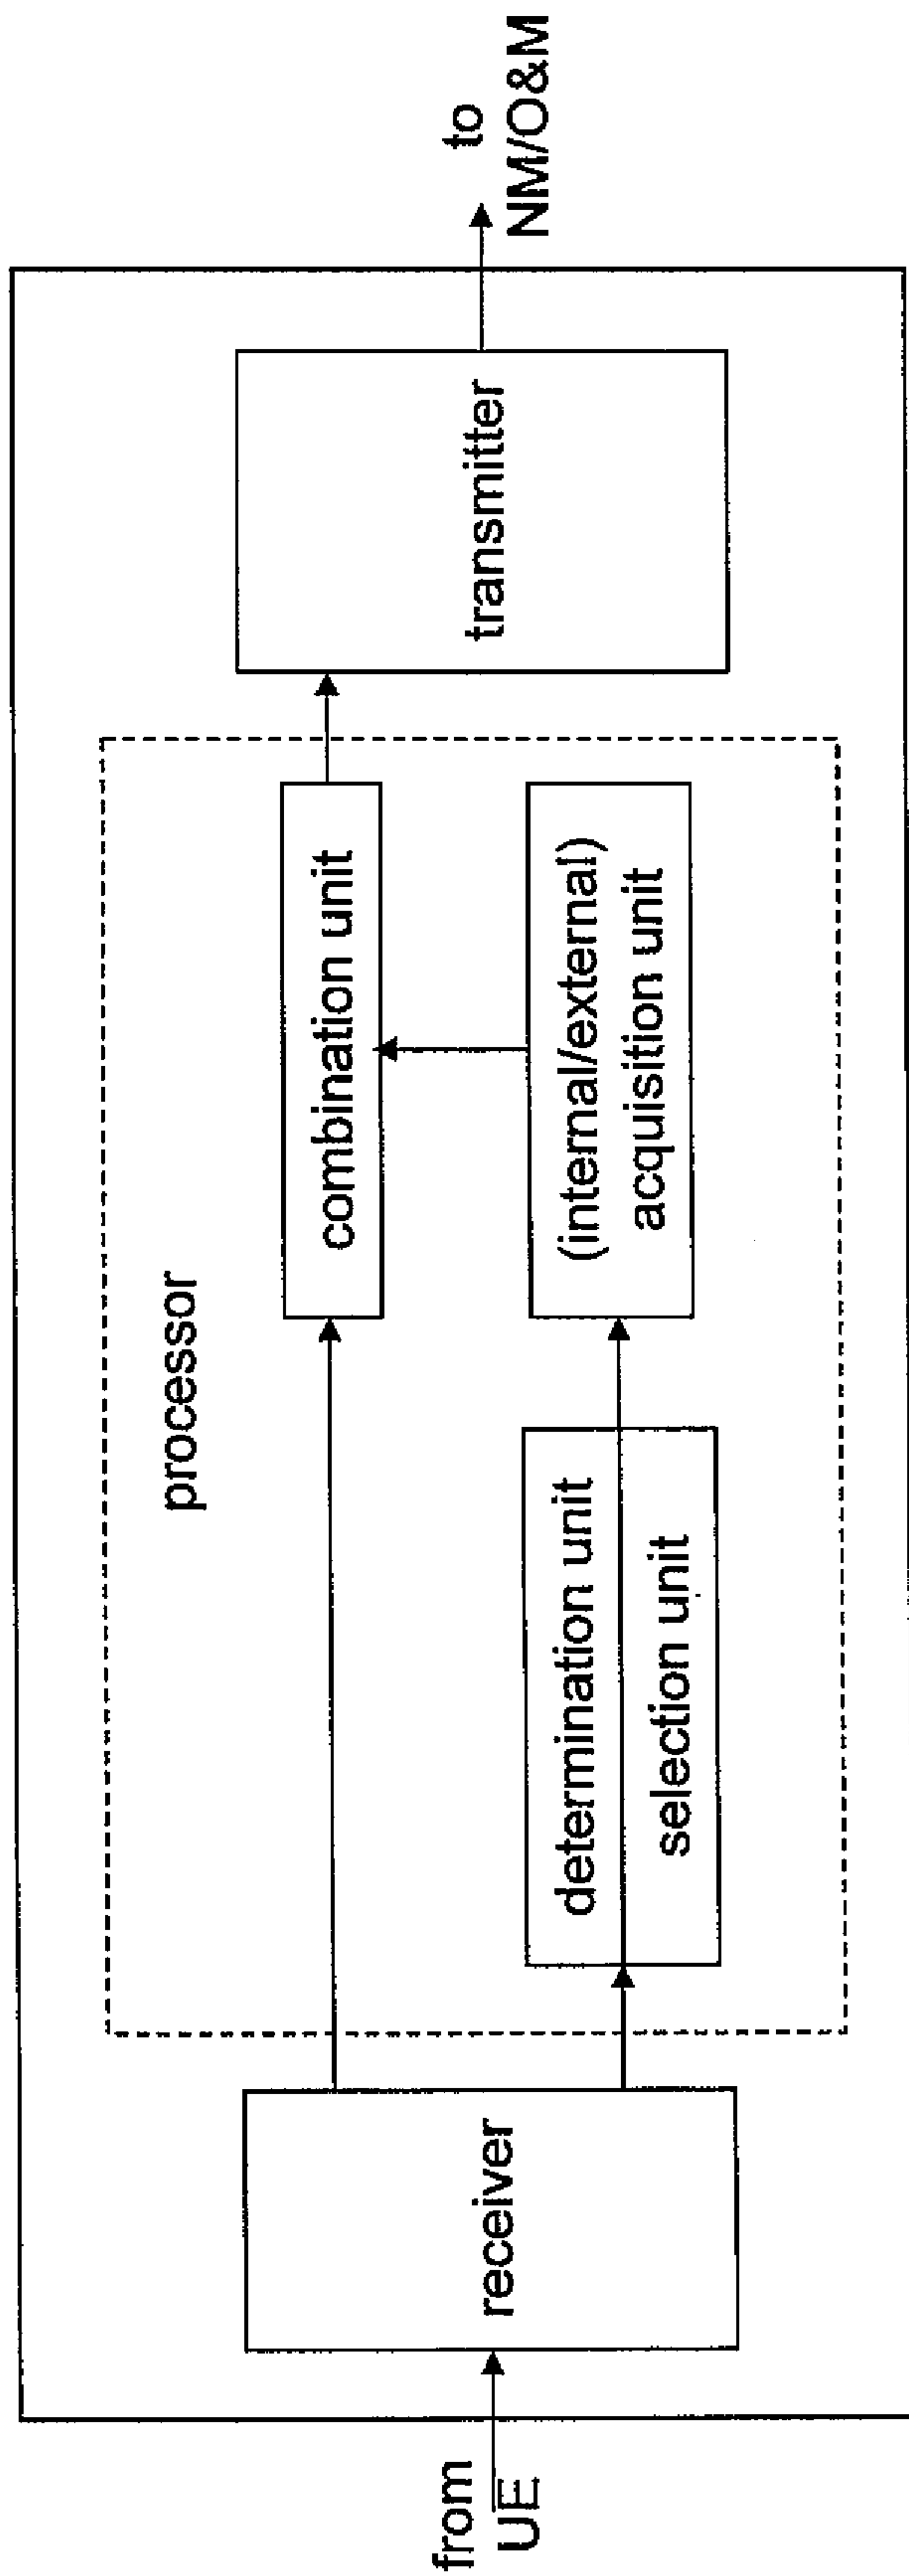 from
UE
receiver
processor
determination unit
selection unit
combination unit
(internal/external)
acquisition unit
transmitter
to
NM/O&M